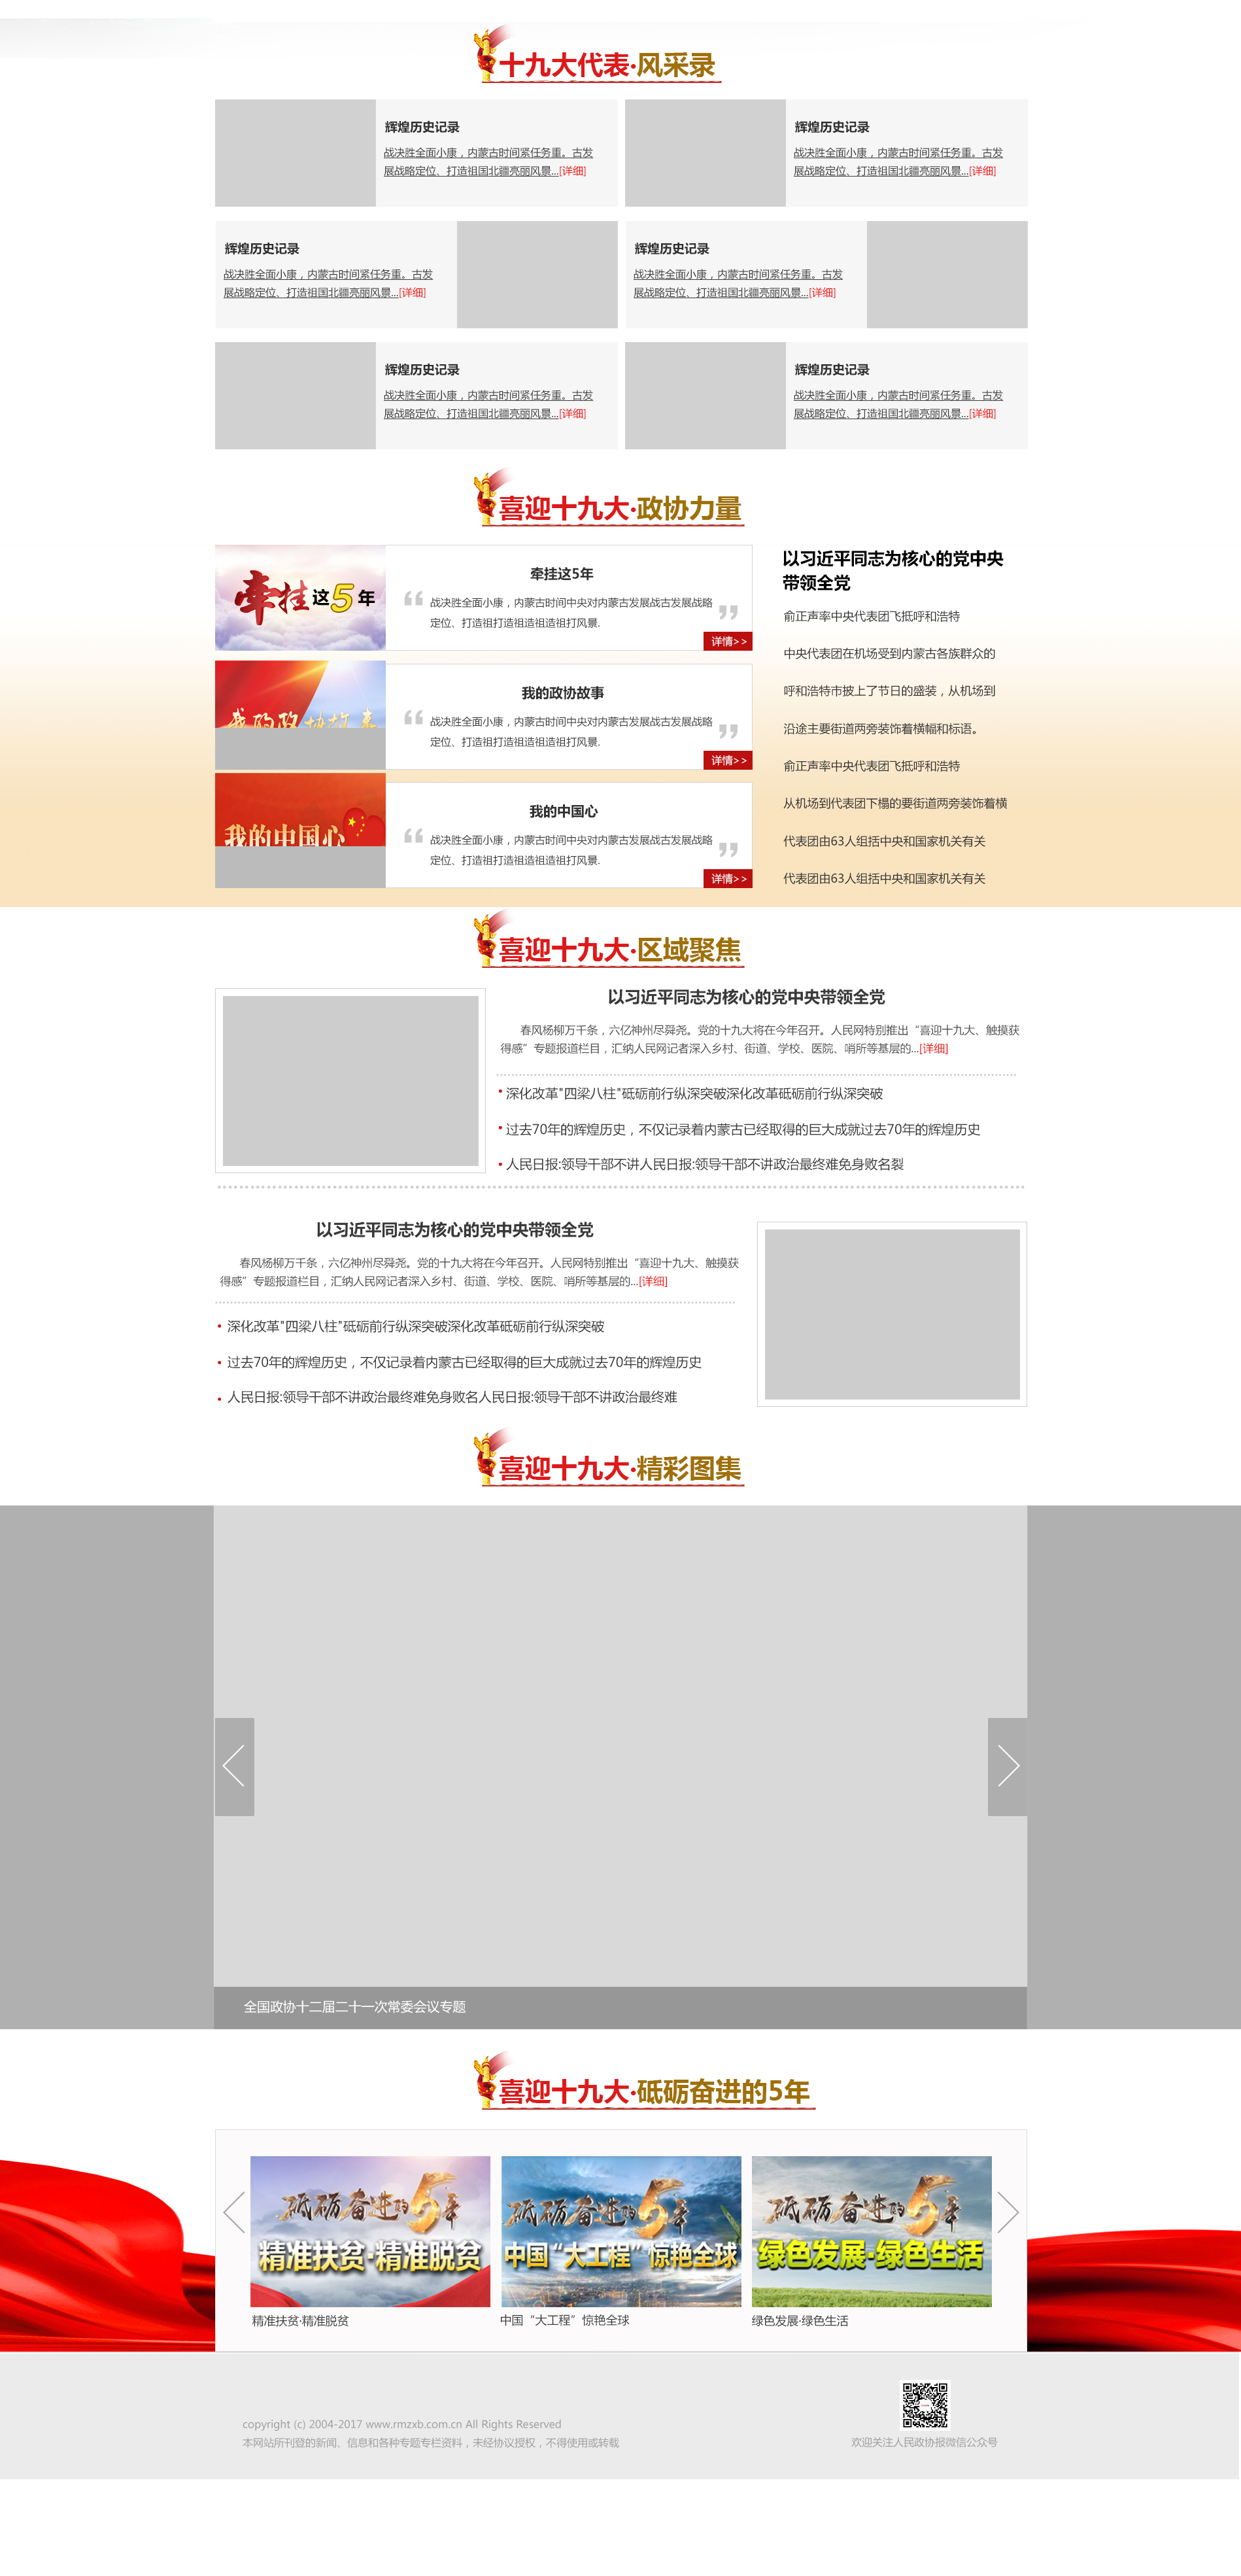 十九大代表·风采录
辉煌历史记录
战决胜全面小康，内蒙古时间紧任务重。古发
展战略定位、打造祖国北疆亮丽风景...[详细]
辉煌历史记录
战决胜全面小康，内蒙古时间紧任务重。古发
展战略定位、打造祖国北疆亮丽风景...[详细]
辉煌历史记录
战决胜全面小康，内蒙古时间紧任务重。古发
展战略定位、打造祖国北疆亮丽风景...[详细]
辉煌历史记录
战决胜全面小康，内蒙古时间紧任务重。古发
展战略定位、打造祖国北疆亮丽风景...[详细]
辉煌历史记录
战决胜全面小康，内蒙古时间紧任务重。古发
展战略定位、打造祖国北疆亮丽风景...[详细]
辉煌历史记录
战决胜全面小康，内蒙古时间紧任务重。古发
展战略定位、打造祖国北疆亮丽风景...[详细]
喜迎十九大·政协力量
牵挂这5年
牵挂这5年
“ 战决胜全面小康，内蒙古时间中央对内蒙古发展战古发展战略 ”
定位、打造祖打造祖造祖造祖打风景.
详情>>
我的政协故事
我的政协故事
“ 战决胜全面小康，内蒙古时间中央对内蒙古发展战古发展战略 ”
定位、打造祖打造祖造祖造祖打风景.
详情>>
我的中国心
我的中国心
“ 战决胜全面小康，内蒙古时间中央对内蒙古发展战古发展战略 ”
定位、打造祖打造祖造祖造祖打风景.
详情>>
以习近平同志为核心的党中央
带领全党
俞正声率中央代表团飞抵呼和浩特
中央代表团在机场受到内蒙古各族群众的
呼和浩特市披上了节日的盛装，从机场到
沿途主要街道两旁装饰着横幅和标语。
俞正声率中央代表团飞抵呼和浩特
从机场到代表团下榻的要街道两旁装饰着横
代表团由63人组括中央和国家机关有关
代表团由63人组括中央和国家机关有关
喜迎十九大·区域聚焦
以习近平同志为核心的党中央带领全党
春风杨柳万千条，六亿神州尽舜尧。党的十九大将在今年召开。人民网特别推出“喜迎十九大、触摸获
得感”专题报道栏目，汇纳人民网记者深入乡村、街道、学校、医院、哨所等基层的...[详细]
深化改革"四梁八柱"砥砺前行纵深突破深化改革砥砺前行纵深突破
过去70年的辉煌历史，不仅记录着内蒙古已经取得的巨大成就过去70年的辉煌历史
人民日报:领导干部不讲人民日报:领导干部不讲政治最终难免身败名裂
以习近平同志为核心的党中央带领全党
春风杨柳万千条，六亿神州尽舜尧。党的十九大将在今年召开。人民网特别推出“喜迎十九大、触摸获
得感”专题报道栏目，汇纳人民网记者深入乡村、街道、学校、医院、哨所等基层的...[详细]
深化改革"四梁八柱"砥砺前行纵深突破深化改革砥砺前行纵深突破
过去70年的辉煌历史，不仅记录着内蒙古已经取得的巨大成就过去70年的辉煌历史
人民日报:领导干部不讲政治最终难免身败名人民日报:领导干部不讲政治最终难
喜迎十九大·精彩图集
全国政协十二届二十一次常委会议专题
喜迎十九大·砥砺奋进的5年
砥砺奋进的5年
精准扶贫·精准脱贫
精准扶贫·精准脱贫
砥砺奋进的5年
中国“大工程”惊艳全球
中国“大工程”惊艳全球
砥砺奋进的5年
绿色发展·绿色生活
绿色发展·绿色生活
copyright (c) 2004-2017 www.rmzxb.com.cn All Rights Reserved
本网站所刊登的新闻、信息和各种专题专栏资料，未经协议授权，不得使用或转载
欢迎关注人民政协报微信公众号